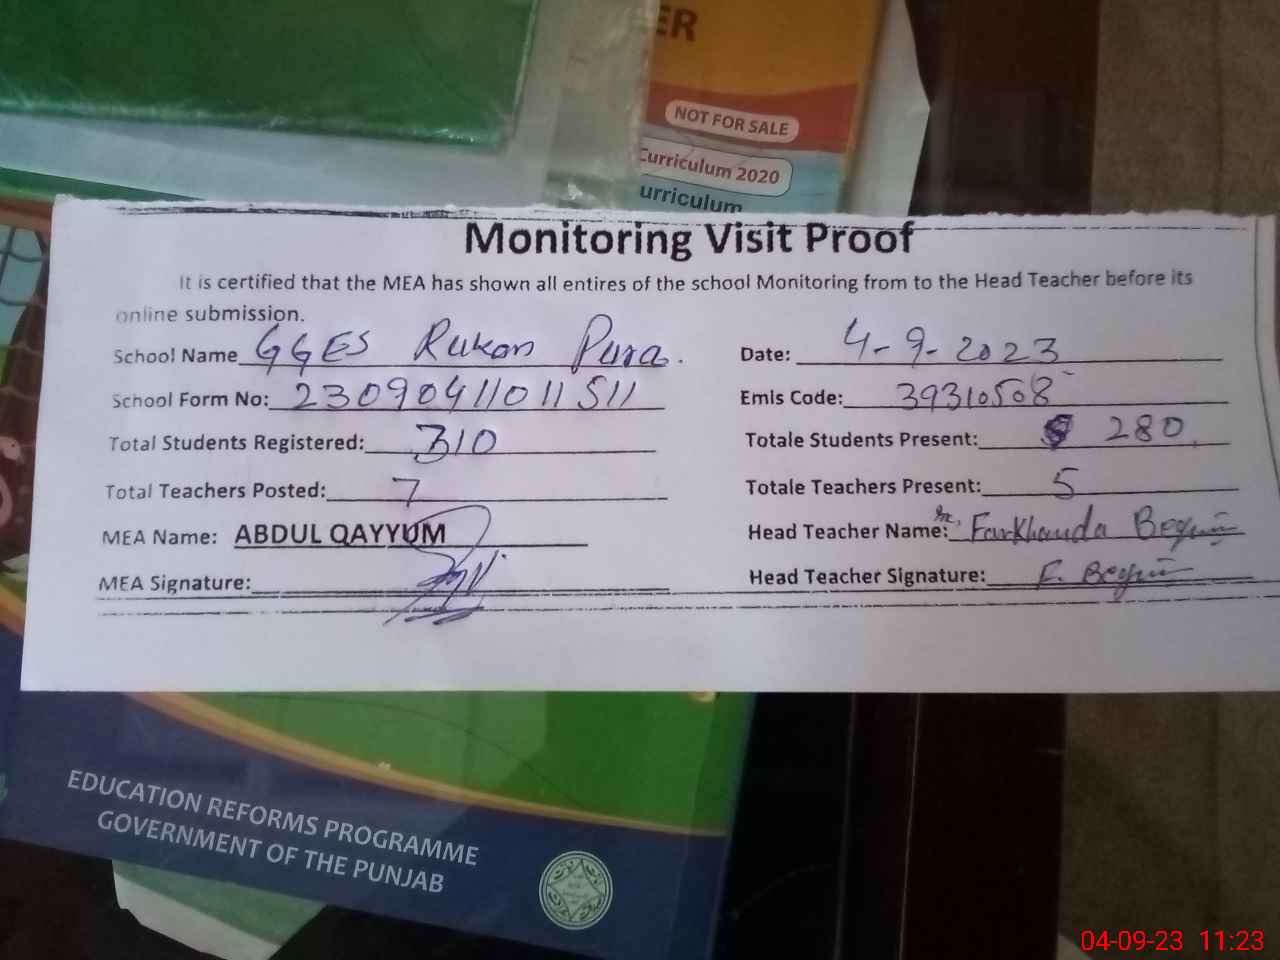 ER
NOT FOR SALE
Curriculum 2020
urriculum
Monitoring Visit Proof
It is certified that the MEA has shown all entires of the school Monitoring from to the Head Teacher before its
online submission.
School Name GGES Rukan Pura.
Date: 4-9-2023
School Form No: 23090411011511
Emis Code: 39310508
Total Students Registered: 310
Totale Students Present: 280
Total Teachers Posted: 7
Totale Teachers Present: 5
MEA Name: ABDUL QAYYUM
Head Teacher Name: Farkhanda Begum
MEA Signature:
Head Teacher Signature: F. Begum
EDUCATION REFORMS PROGRAMME
GOVERNMENT OF THE PUNJAB
04-09-23 11:23